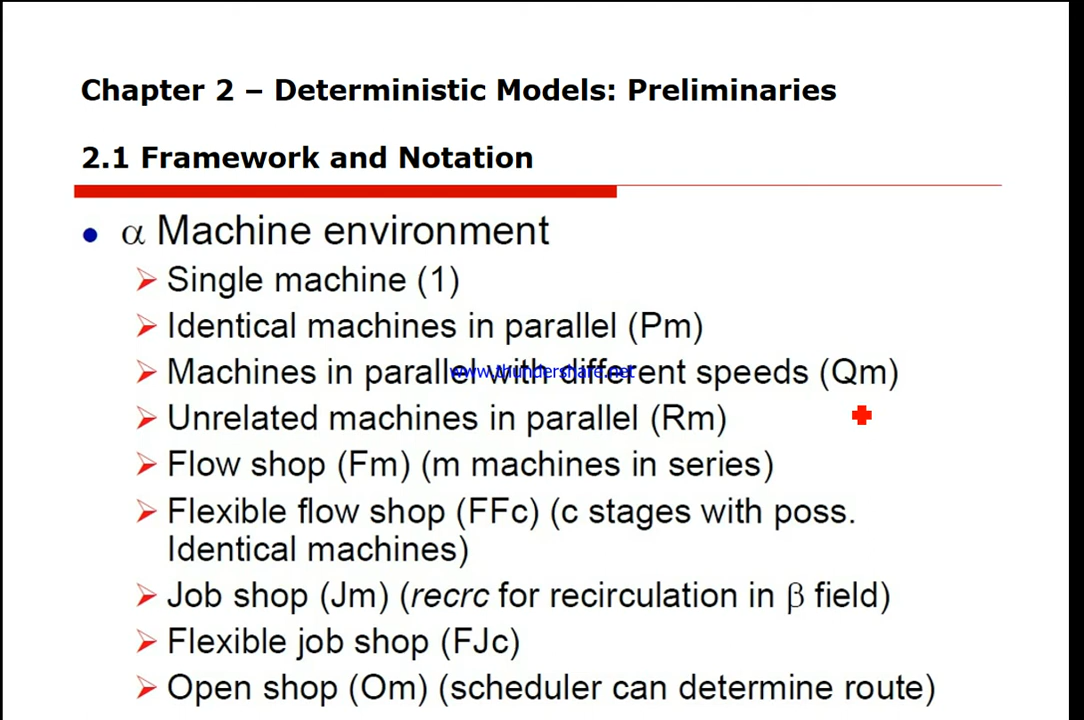 Chapter 2 – Deterministic Models: Preliminaries
2.1 Framework and Notation
α Machine environment
Single machine (1)
Identical machines in parallel (Pm)
Machines in parallel with different speeds (Qm)
www.thundershare.net
Unrelated machines in parallel (Rm)
Flow shop (Fm) (m machines in series)
Flexible flow shop (FFc) (c stages with poss.
Identical machines)
Job shop (Jm) (recrc for recirculation in β field)
Flexible job shop (FJc)
Open shop (Om) (scheduler can determine route)